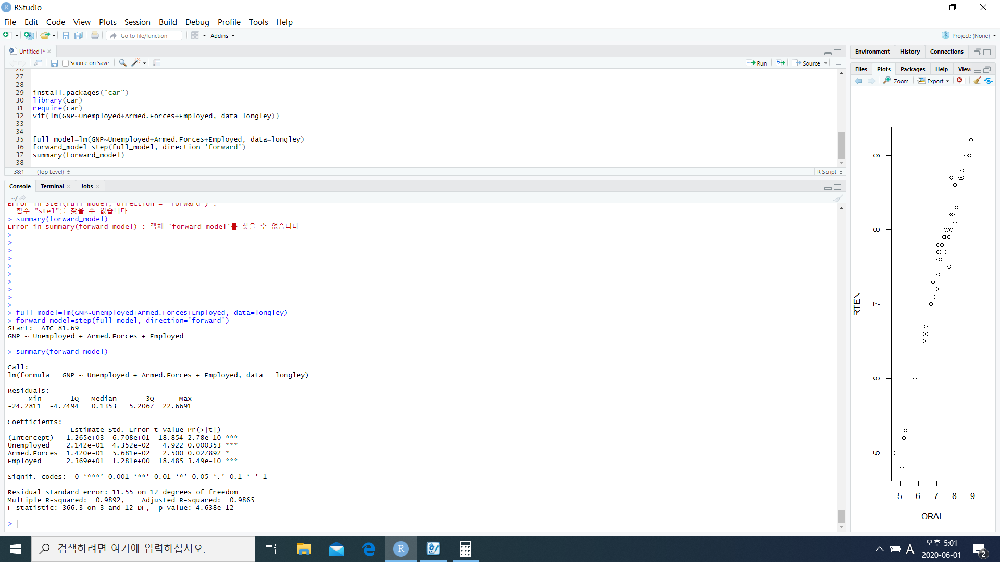 RStudio
File Edit Code View Plots Session Build Debug Profile Tools Help
Go to file/function
Addins
Project: (None)
Untitled1*
Source on Save
Run
Source
26
27
28
29 install.packages("car")
30 library(car)
31 require(car)
32 vif(lm(GNP~Unemployed+Armed.Forces+Employed, data=longley))
33
34
35 full_model=lm(GNP~Unemployed+Armed.Forces+Employed, data=longley)
36 forward_model=step(full_model, direction='forward')
37 summary(forward_model)
38
38:1 (Top Level) R Script
Console Terminal Jobs
~/
Error in stel(full_model, direction = "forward") :
함수 "stel"를 찾을 수 없습니다
> summary(forward_model)
Error in summary(forward_model) : 객체 'forward_model'를 찾을 수 없습니다
>
>
>
>
>
>
>
>
>
>
> full_model=lm(GNP~Unemployed+Armed.Forces+Employed, data=longley)
> forward_model=step(full_model, direction='forward')
Start:  AIC=81.69
GNP ~ Unemployed + Armed.Forces + Employed
> summary(forward_model)
Call:
lm(formula = GNP ~ Unemployed + Armed.Forces + Employed, data = longley)
Residuals:
Min 1Q Median 3Q Max
-24.2811 -4.7494 0.1353 5.2067 22.6691
Coefficients:
Estimate Std. Error t value Pr(>|t|)
(Intercept) -1.265e+03 6.708e+01 -18.854 2.78e-10 ***
Unemployed 2.142e-01 4.352e-02 4.922 0.000353 ***
Armed.Forces 1.420e-01 5.681e-02 2.500 0.027892 *
Employed 2.369e+01 1.281e+00 18.485 3.49e-10 ***
---
Signif. codes:  0 ‘***’ 0.001 ‘**’ 0.01 ‘*’ 0.05 ‘.’ 0.1 ‘ ’ 1
Residual standard error: 11.55 on 12 degrees of freedom
Multiple R-squared:  0.9892,    Adjusted R-squared:  0.9865
F-statistic: 366.3 on 3 and 12 DF,  p-value: 4.638e-12
>
Environment History Connections
Files Plots Packages Help View
Zoom Export
9
8
7
6
5
RTEN
5 6 7 8 9
ORAL
검색하려면 여기에 입력하십시오.
R
A
오후 5:01
2020-06-01
2